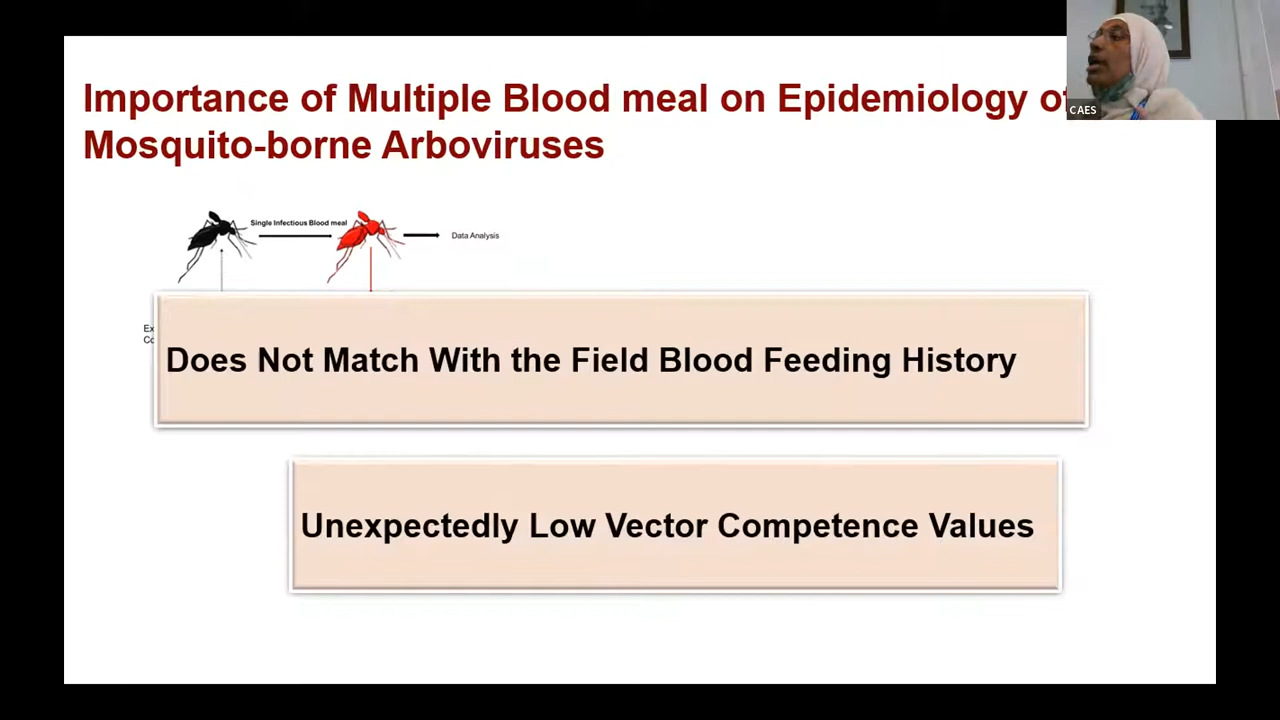 Importance of Multiple Blood meal on Epidemiology of
Mosquito-borne Arboviruses
CAES
Single Infectious Blood meal
Data Analysis
Does Not Match With the Field Blood Feeding History
Unexpectedly Low Vector Competence Values